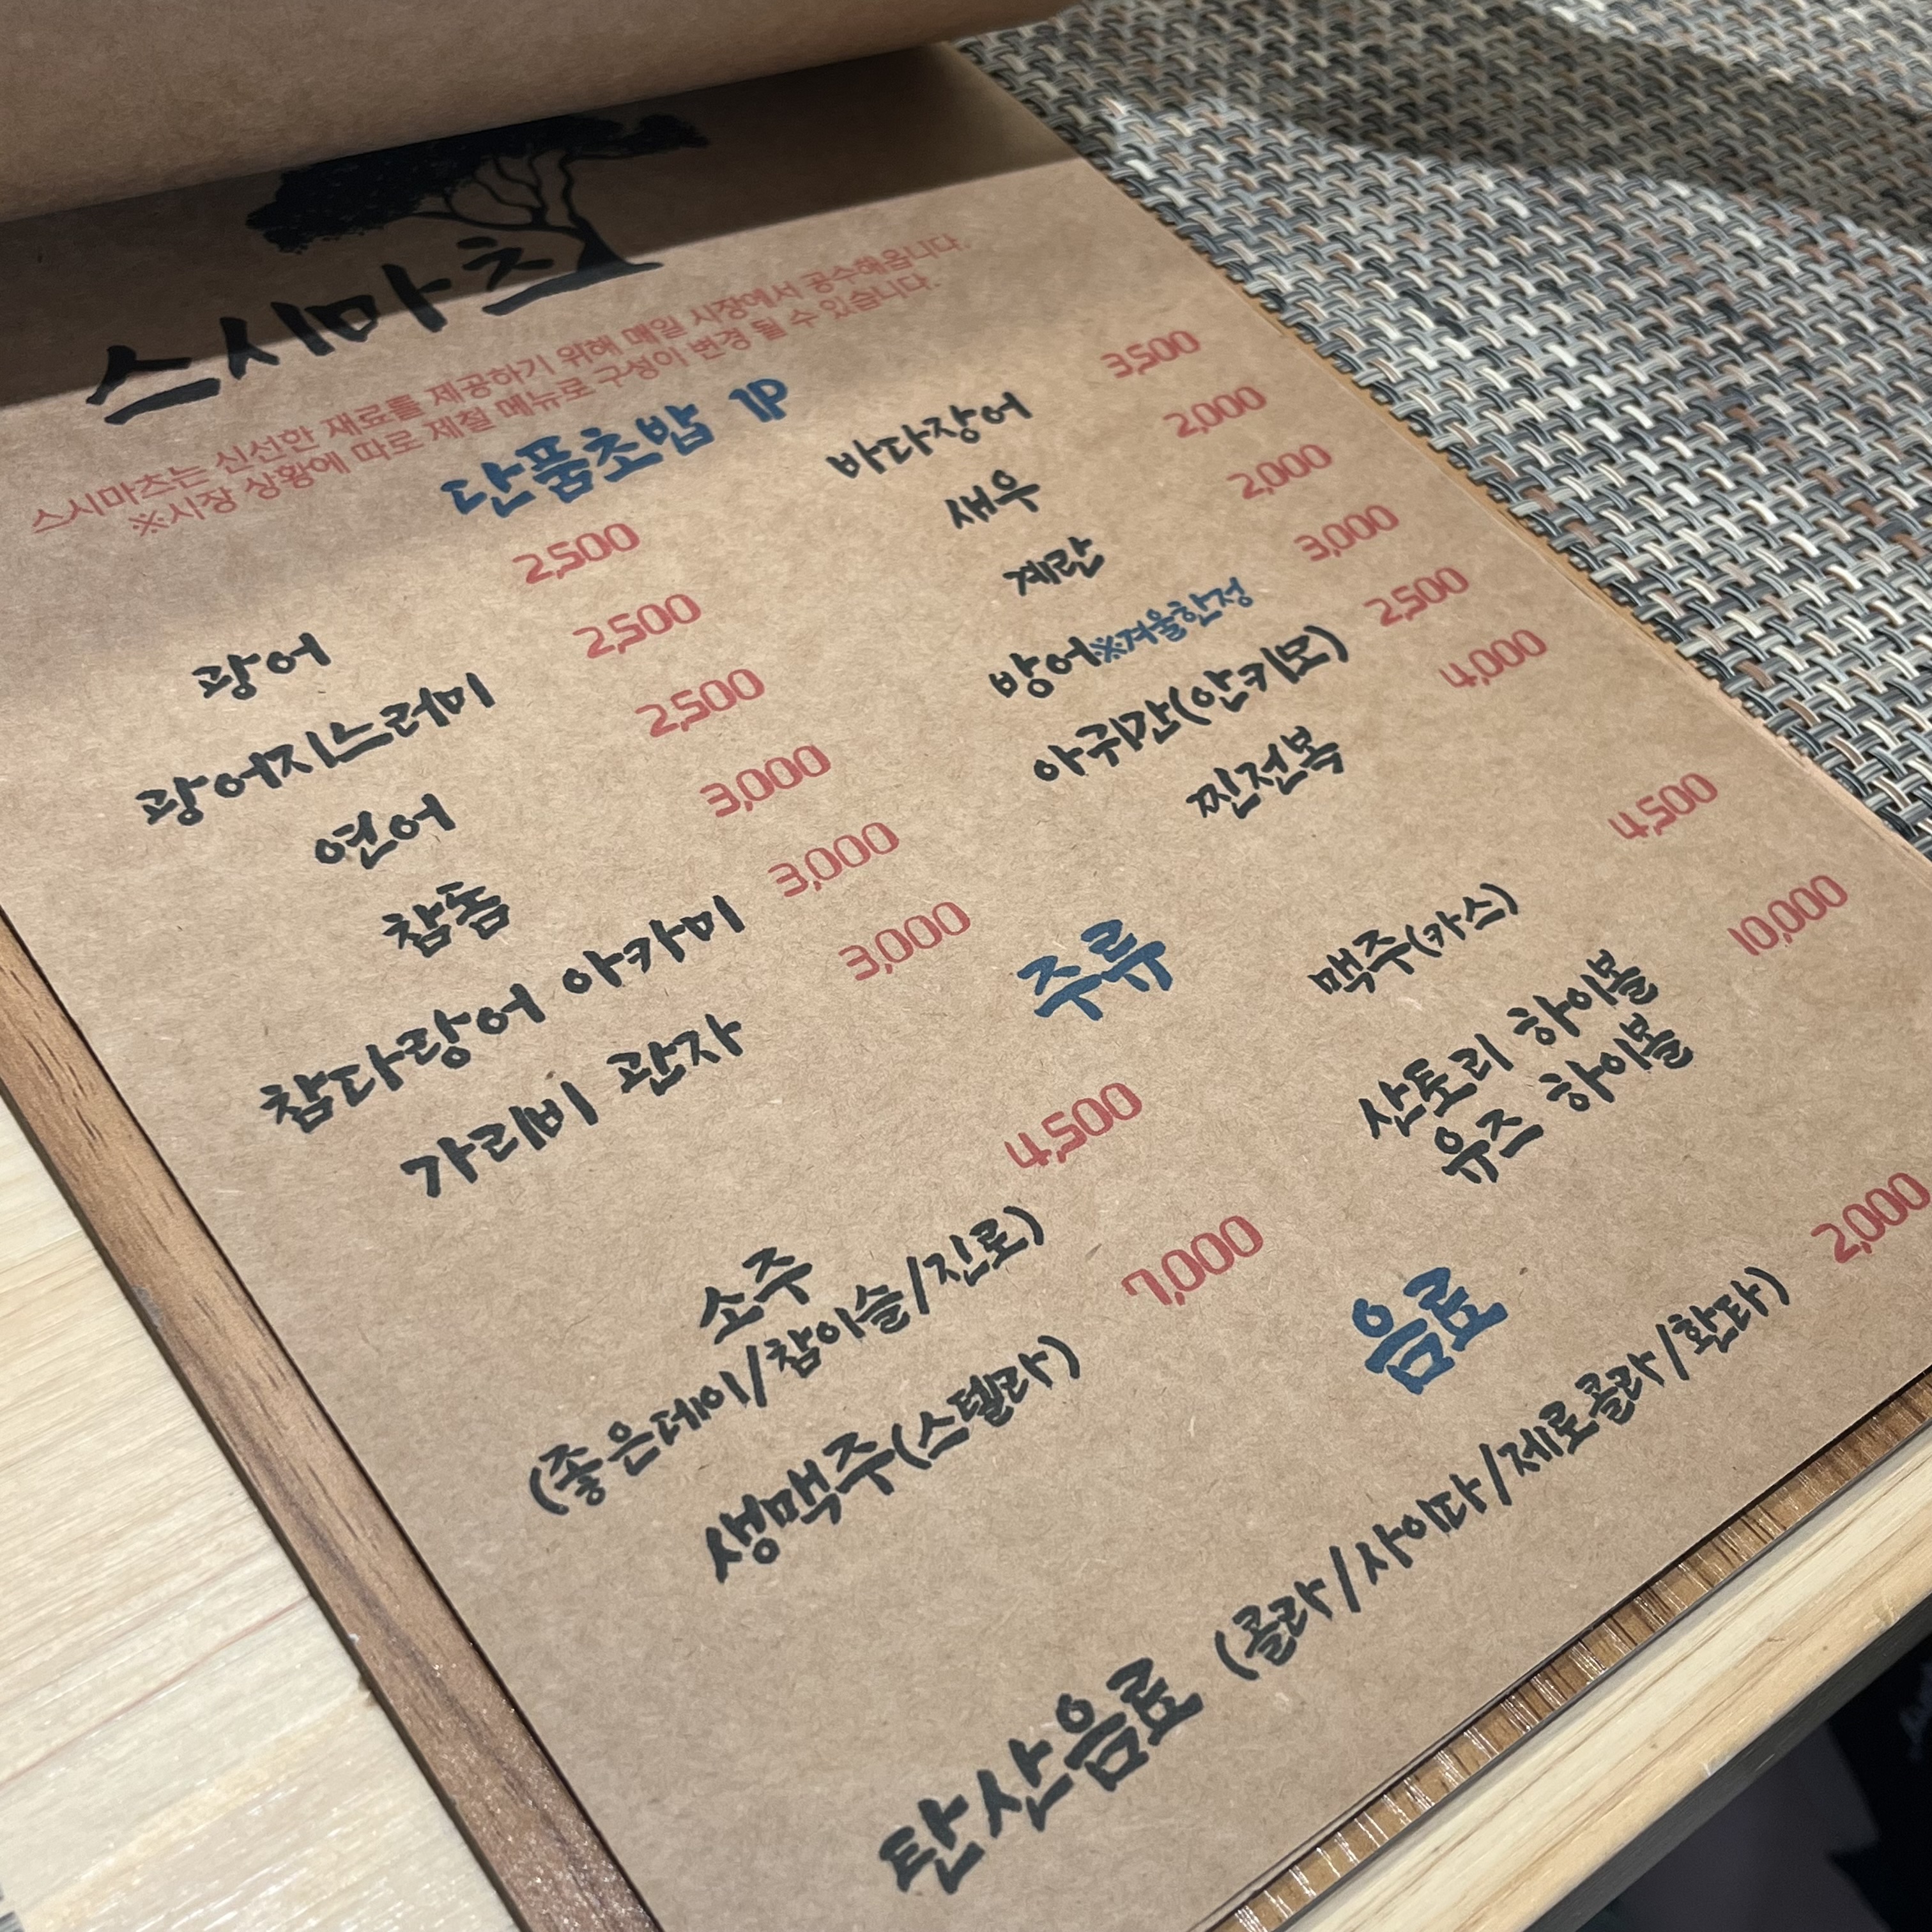 스시마츠
스시마츠는 신선한 재료를 제공하기 위해 매일 시장에서 공수해옵니다.
※시장 상황에 따로 제철 메뉴로 구성이 변경 될 수 있습니다.
단품초밥 1P
광어 2,500
광어지느러미 2,500
연어 2,500
참돔 3,000
참다랑어 아카미 3,000
가리비 관자 3,000
바다장어 3,500
새우 2,000
계란 2,000
방어※겨울한정 3,000
아귀간(안키모) 2,500
찐전복 4,000
주류
소주 4,500
(좋은데이/참이슬/진로)
생맥주(스텔라) 7,000
맥주(카스) 4,500
산토리 하이볼 10,000
유즈 하이볼
음료
탄산음료 (콜라/사이다/제로콜라/환타) 2,000